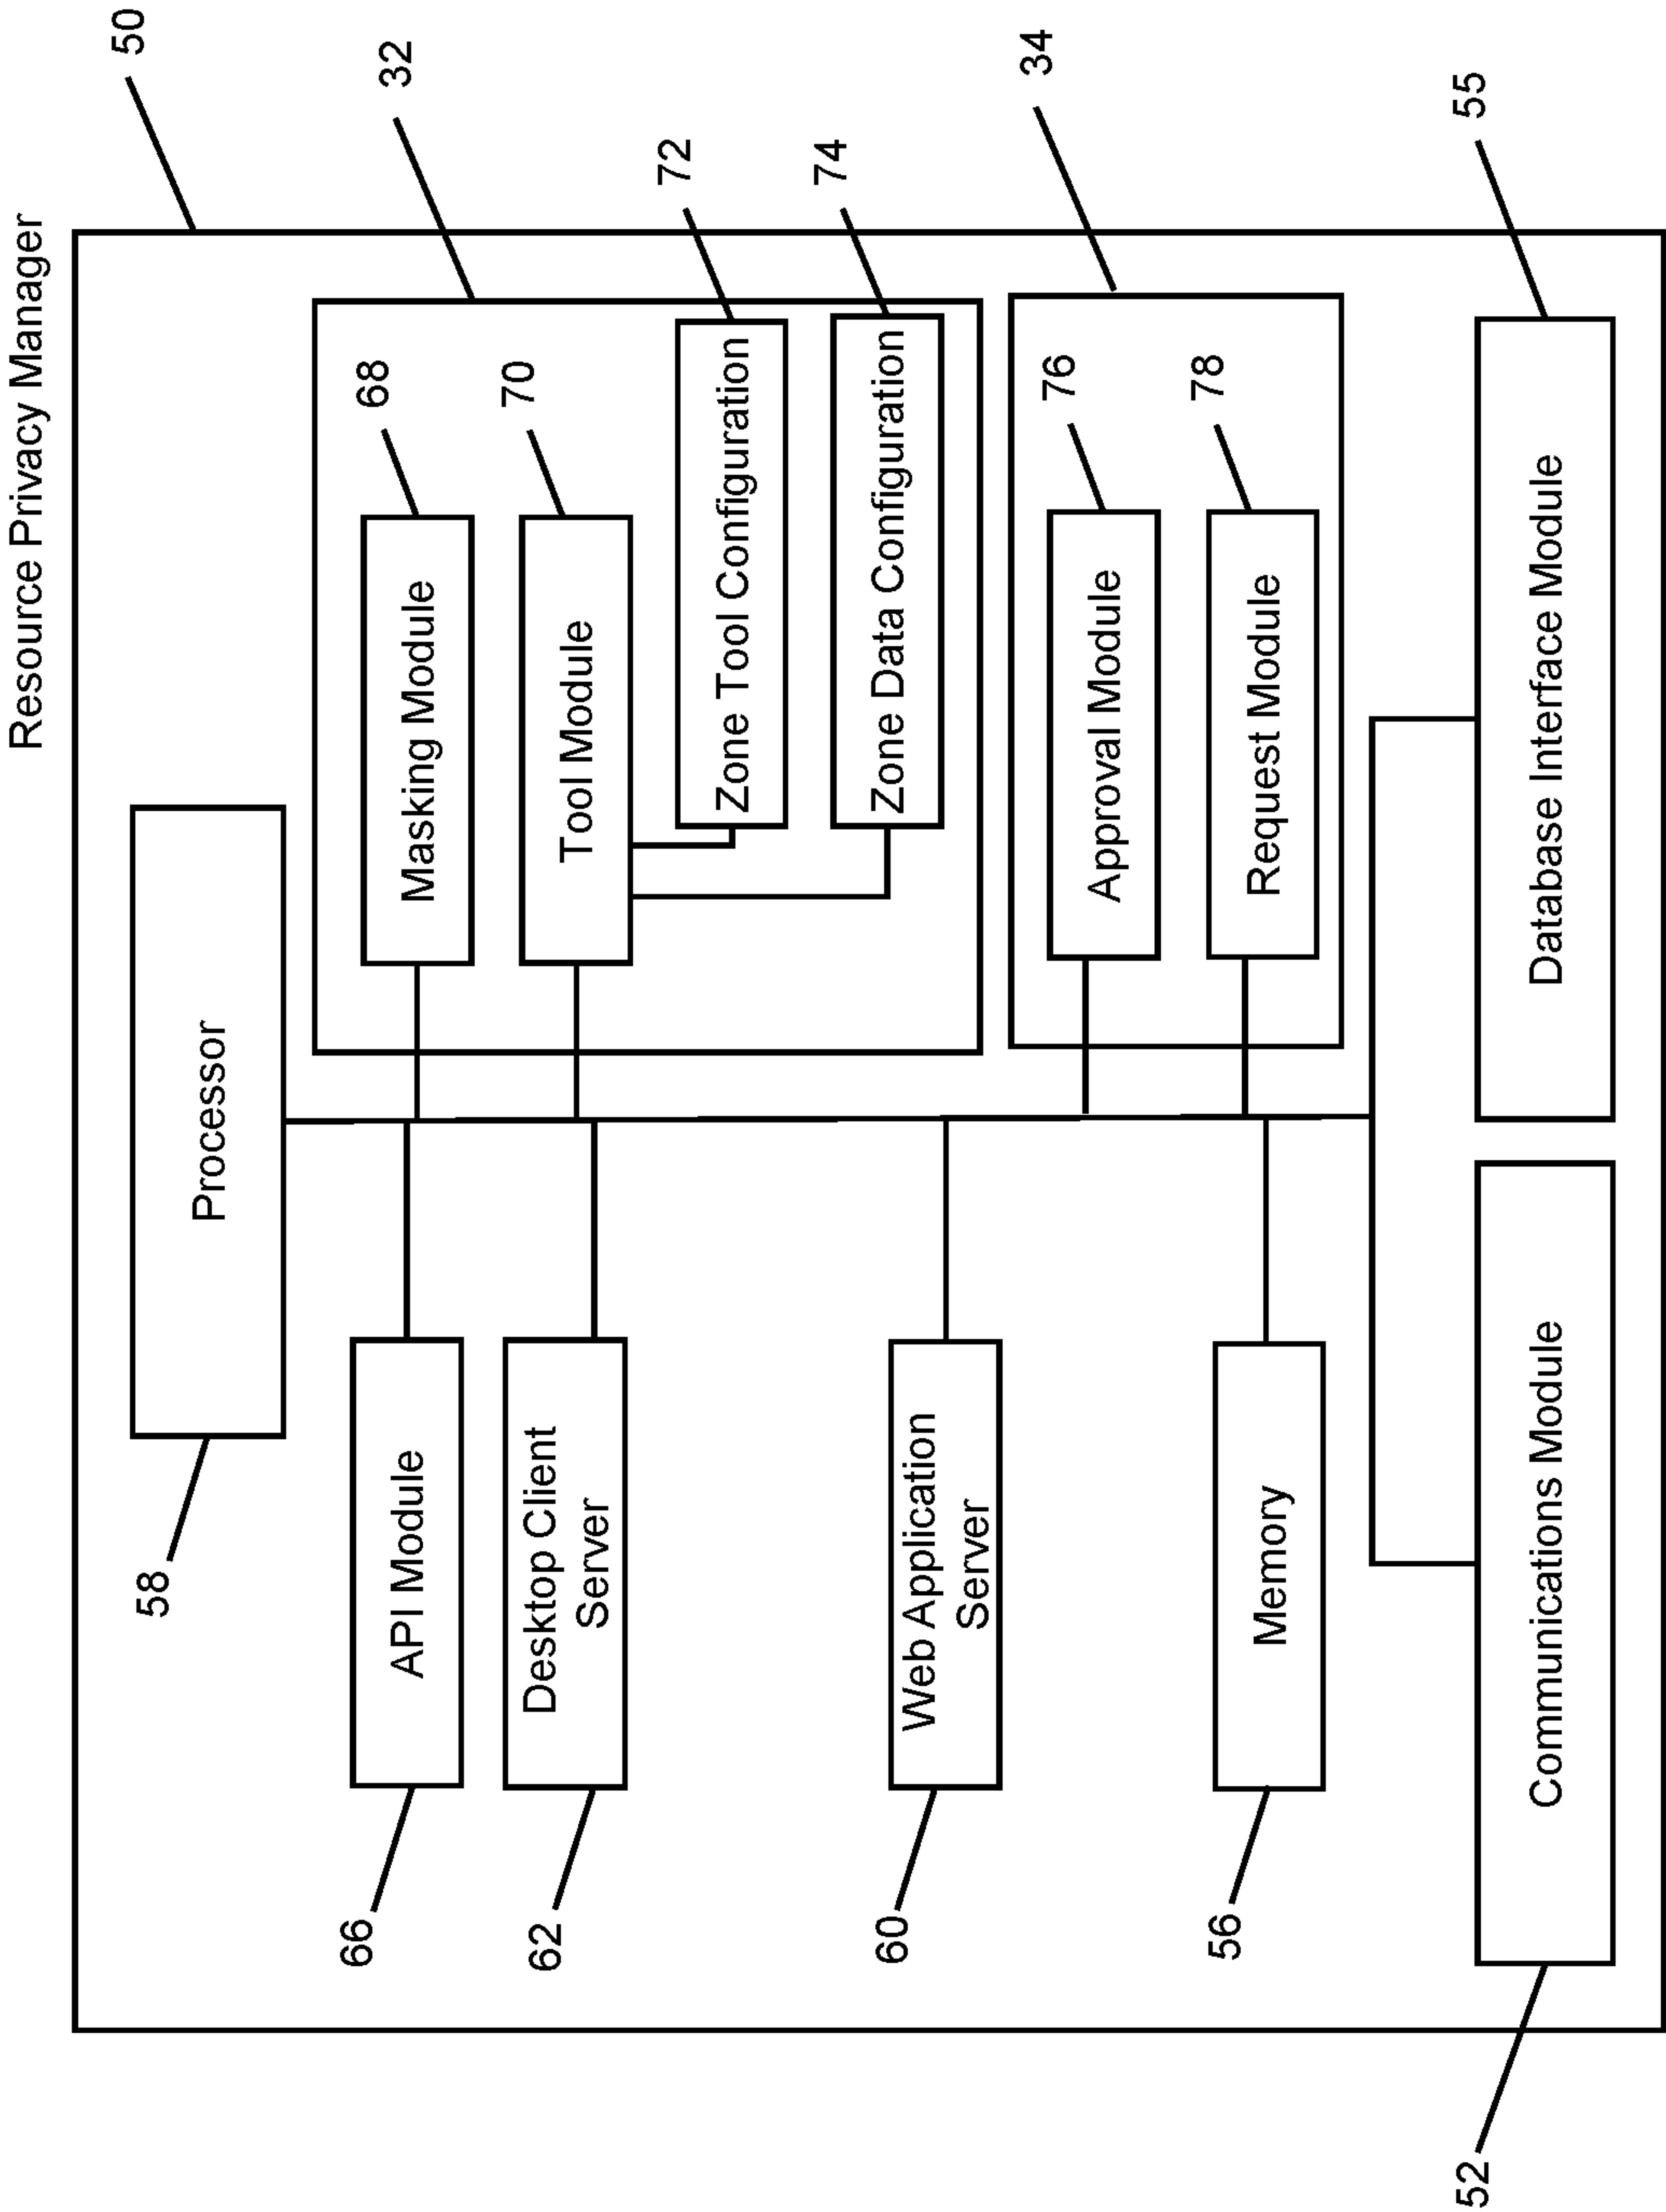 Resource Privacy Manager
50
Processor
58
32
API Module
66
Masking Module
68
Desktop Client
Server
62
Tool Module
70
Zone Tool Configuration
72
Zone Data Configuration
74
Web Application
Server
60
34
Approval Module
76
Memory
56
Request Module
78
Communications Module
52
Database Interface Module
55